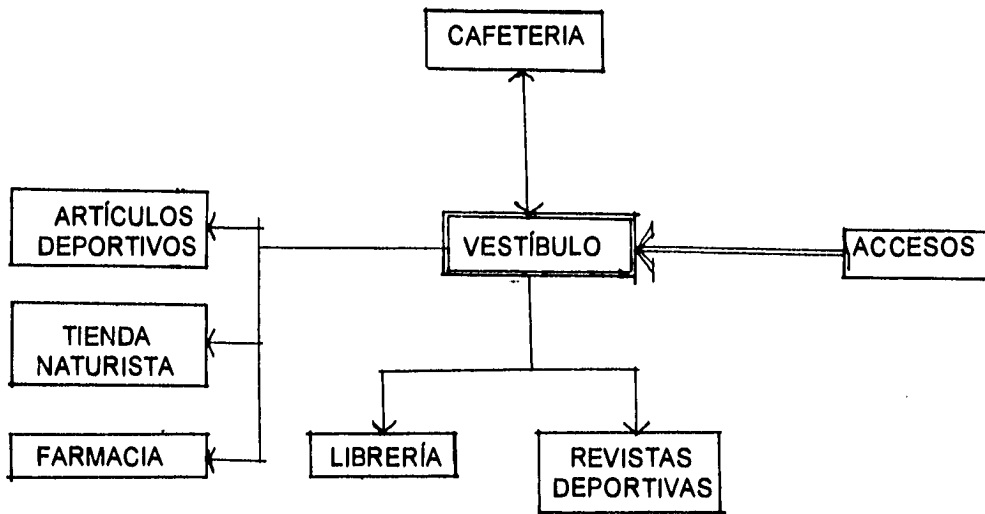 CAFETERIA
ARTÍCULOS
DEPORTIVOS
VESTÍBULO
ACCESOS
TIENDA
NATURISTA
FARMACIA
LIBRERÍA
REVISTAS
DEPORTIVAS